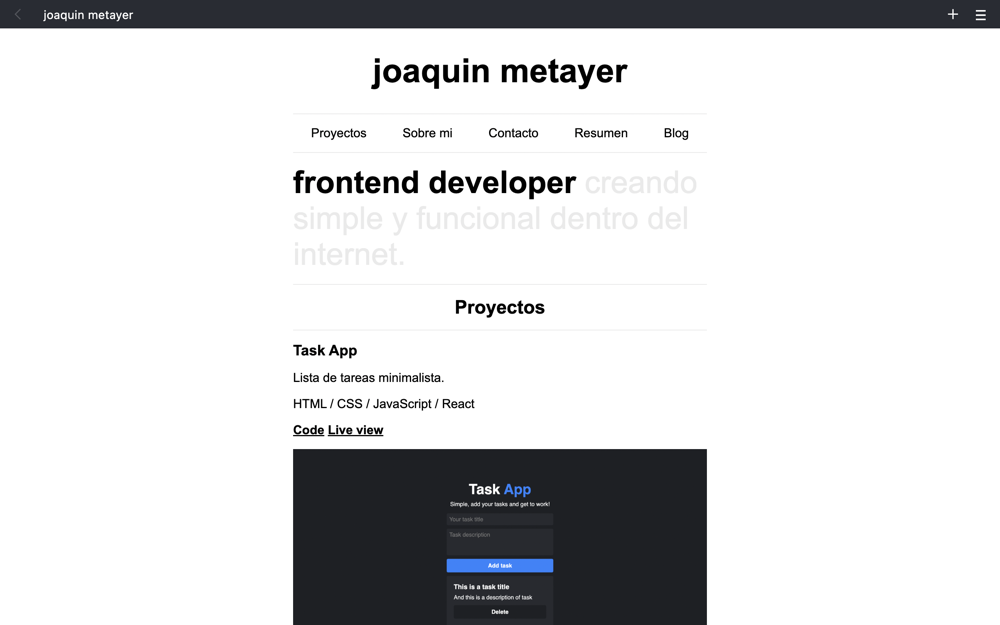 joaquin metayer
joaquin metayer
Proyectos Sobre mi Contacto Resumen Blog
frontend developer creando
simple y funcional dentro del
internet.
Proyectos
Task App
Lista de tareas minimalista.
HTML / CSS / JavaScript / React
Code Live view
Task App
Simple, add your tasks and get to work!
Your task title
Task description
Add task
This is a task title
And this is a description of task
Delete